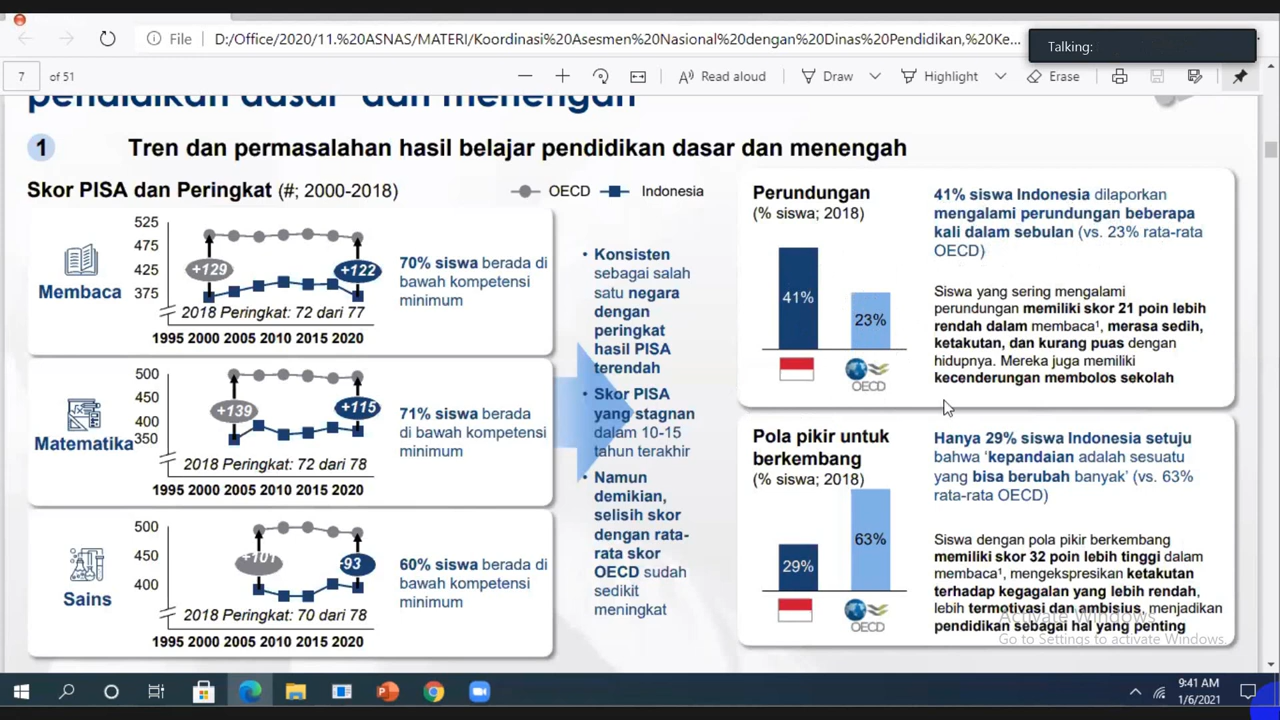 File
D:/Office/2020/11.%20ASNAS/MATERI/Koordinasi%20Asesmen%20Nasional%20dengan%20Dinas%20Pendidikan,%20Ke...
Talking:
7 of 51
Read aloud
Draw
Highlight
Erase
pendidikan dasar dan menengah
1 Tren dan permasalahan hasil belajar pendidikan dasar dan menengah
Skor PISA dan Peringkat (#; 2000-2018)
OECD
Indonesia
Membaca
525
475
425
375
+129
+122
2018 Peringkat: 72 dari 77
1995 2000 2005 2010 2015 2020
70% siswa berada di
bawah kompetensi
minimum
Matematika
500
450
400
350
+139
+115
2018 Peringkat: 72 dari 78
1995 2000 2005 2010 2015 2020
71% siswa berada
di bawah kompetensi
minimum
Sains
500
450
400
+101
-93
2018 Peringkat: 70 dari 78
1995 2000 2005 2010 2015 2020
60% siswa berada di
bawah kompetensi
minimum
• Konsisten
sebagai salah
satu negara
dengan
peringkat
hasil PISA
terendah
• Skor PISA
yang stagnan
dalam 10-15
tahun terakhir
• Namun
demikian,
selisih skor
dengan rata-
rata skor
OECD sudah
sedikit
meningkat
Perundungan
(% siswa; 2018)
41%
23%
OECD
41% siswa Indonesia dilaporkan
mengalami perundungan beberapa
kali dalam sebulan (vs. 23% rata-rata
OECD)
Siswa yang sering mengalami
perundungan memiliki skor 21 poin lebih
rendah dalam membaca¹, merasa sedih,
ketakutan, dan kurang puas dengan
hidupnya. Mereka juga memiliki
kecenderungan membolos sekolah
Pola pikir untuk
berkembang
(% siswa; 2018)
29%
63%
OECD
Hanya 29% siswa Indonesia setuju
bahwa ‘kepandaian adalah sesuatu
yang bisa berubah banyak’ (vs. 63%
rata-rata OECD)
Siswa dengan pola pikir berkembang
memiliki skor 32 poin lebih tinggi dalam
membaca¹, mengekspresikan ketakutan
terhadap kegagalan yang lebih rendah,
lebih termotivasi dan ambisius, menjadikan
pendidikan sebagai hal yang penting
Activate Windows
Go to Settings to activate Windows.
9:41 AM
1/6/2021